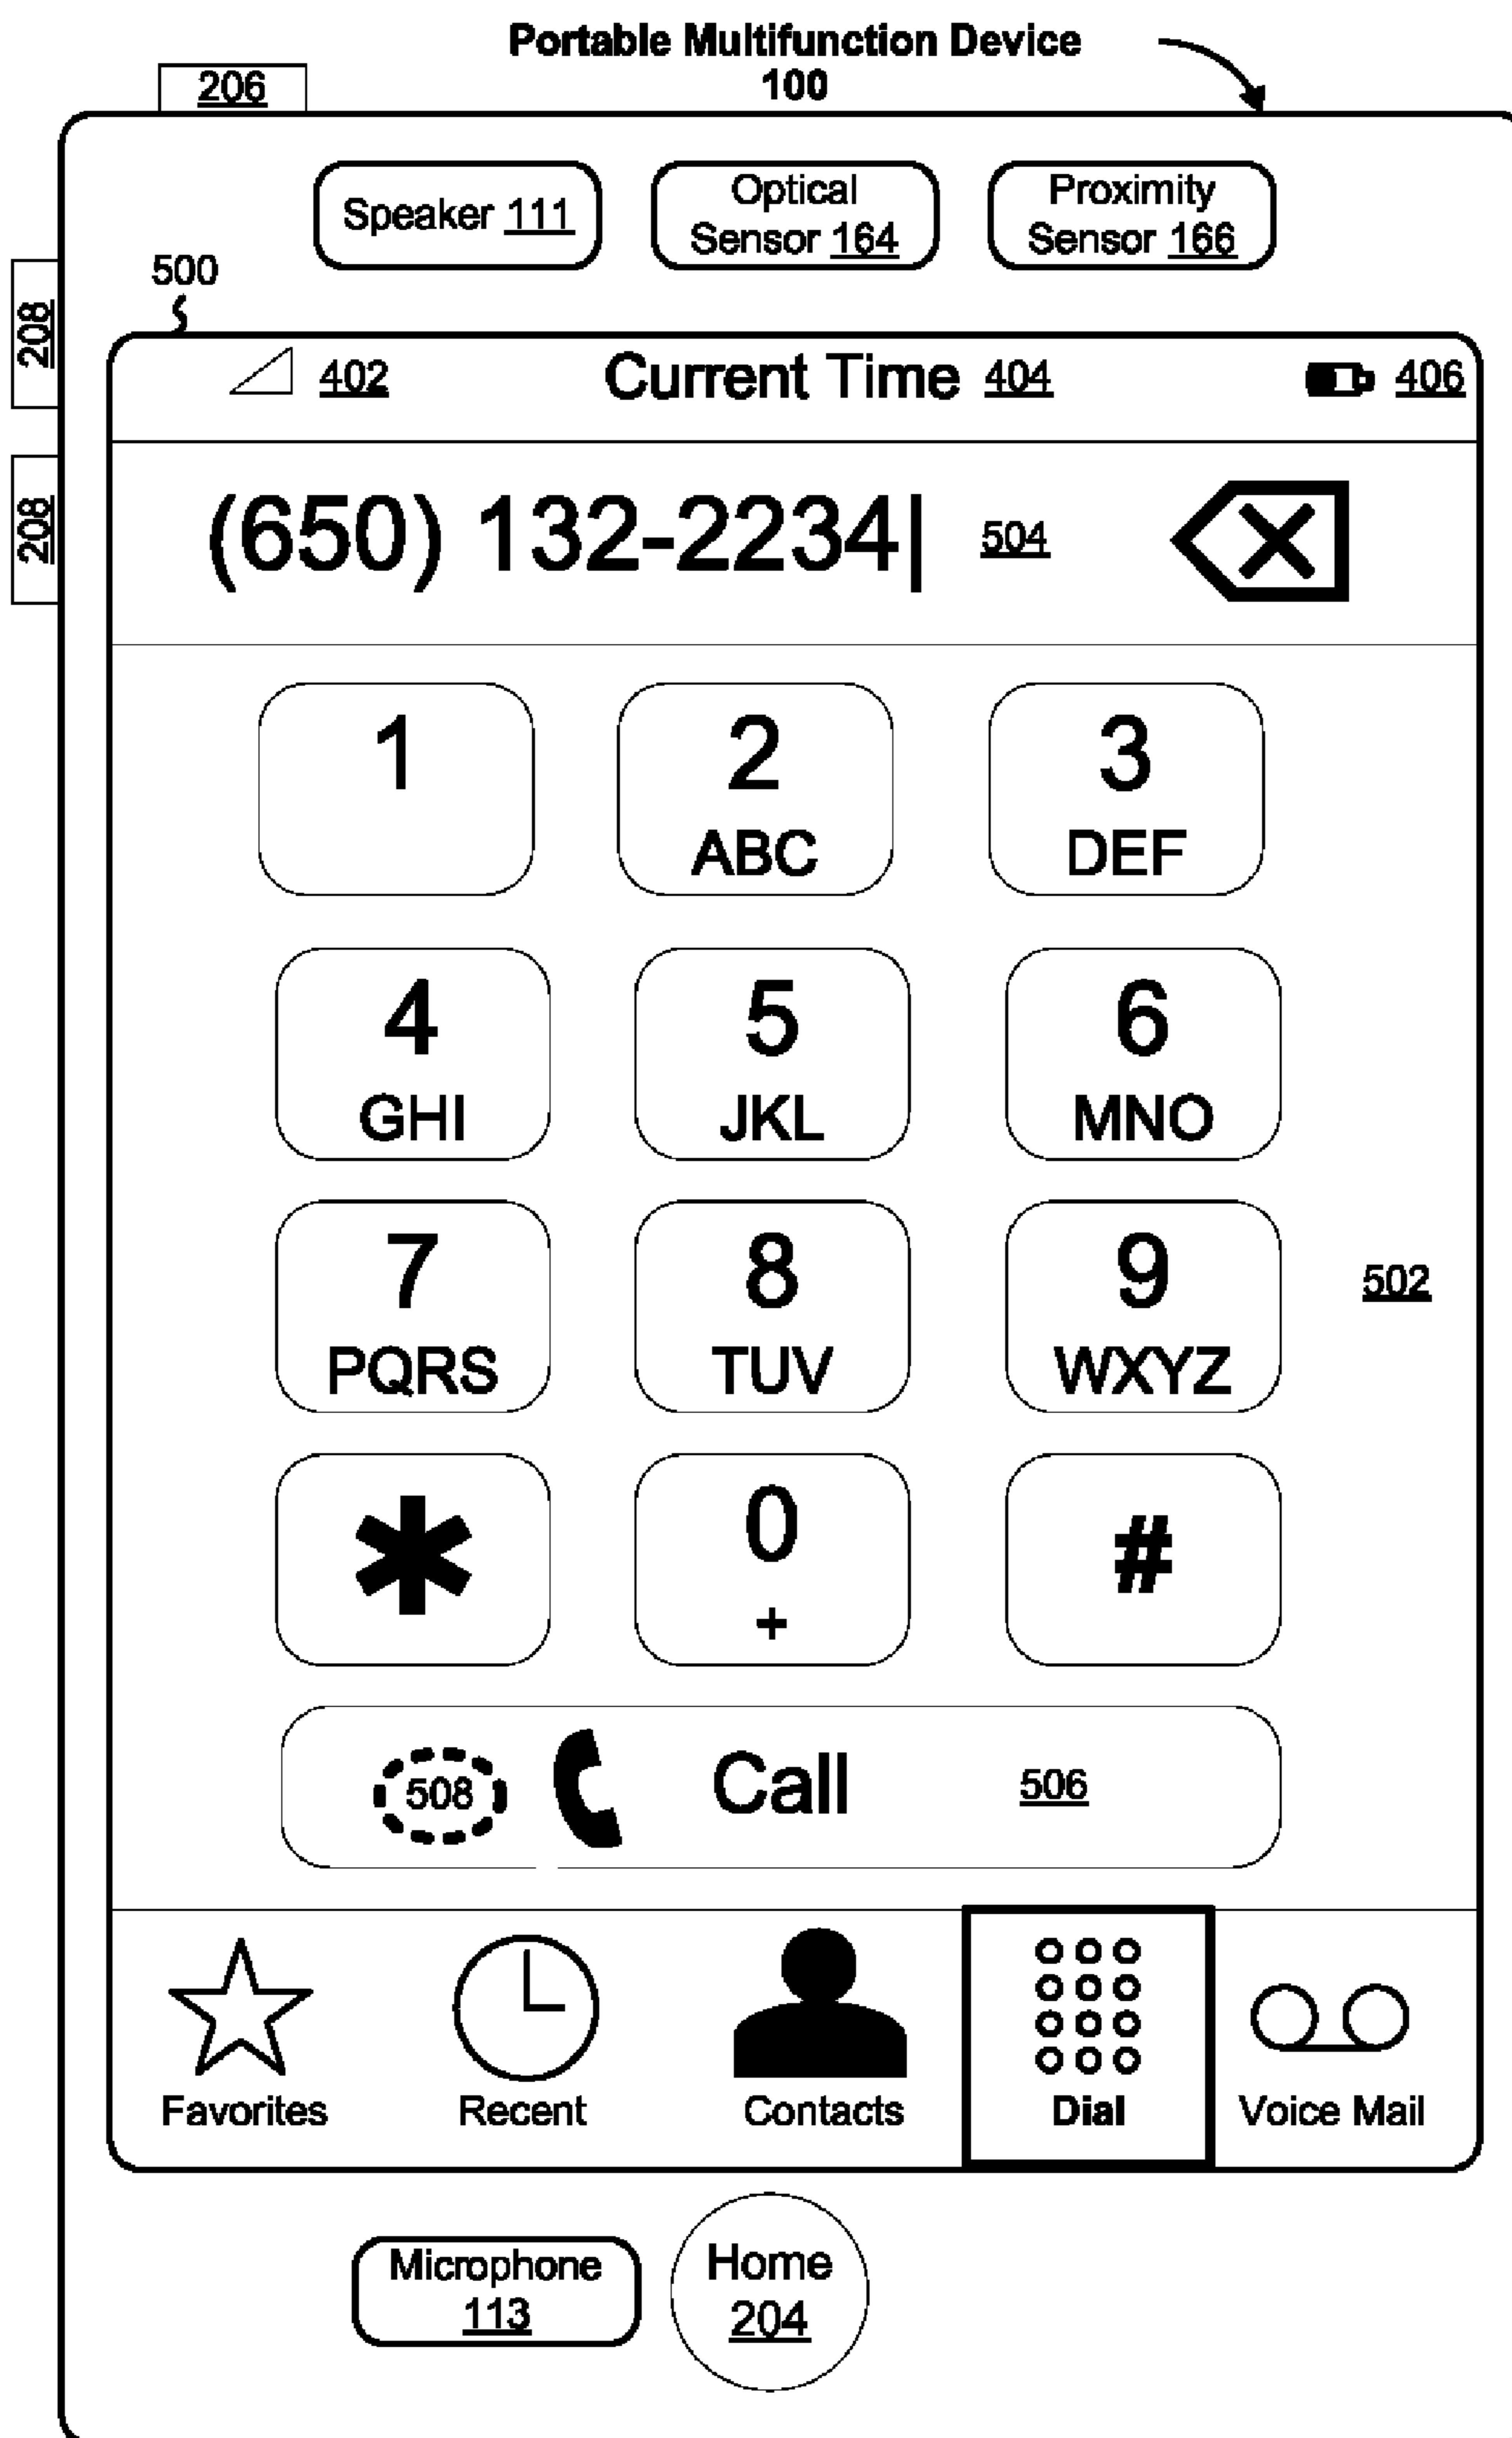 Portable Multifunction Device
100
206
Speaker 111
Optical
Sensor 164
Proximity
Sensor 166
500
208
208
402 Current Time 404 406
(650) 132-2234| 504
1
2
ABC
3
DEF
4
GHI
5
JKL
6
MNO
7
PQRS
8
TUV
9
WXYZ
502
*
0
+
#
508 Call 506
Favorites
Recent
Contacts
Dial
Voice Mail
Microphone
113
Home
204